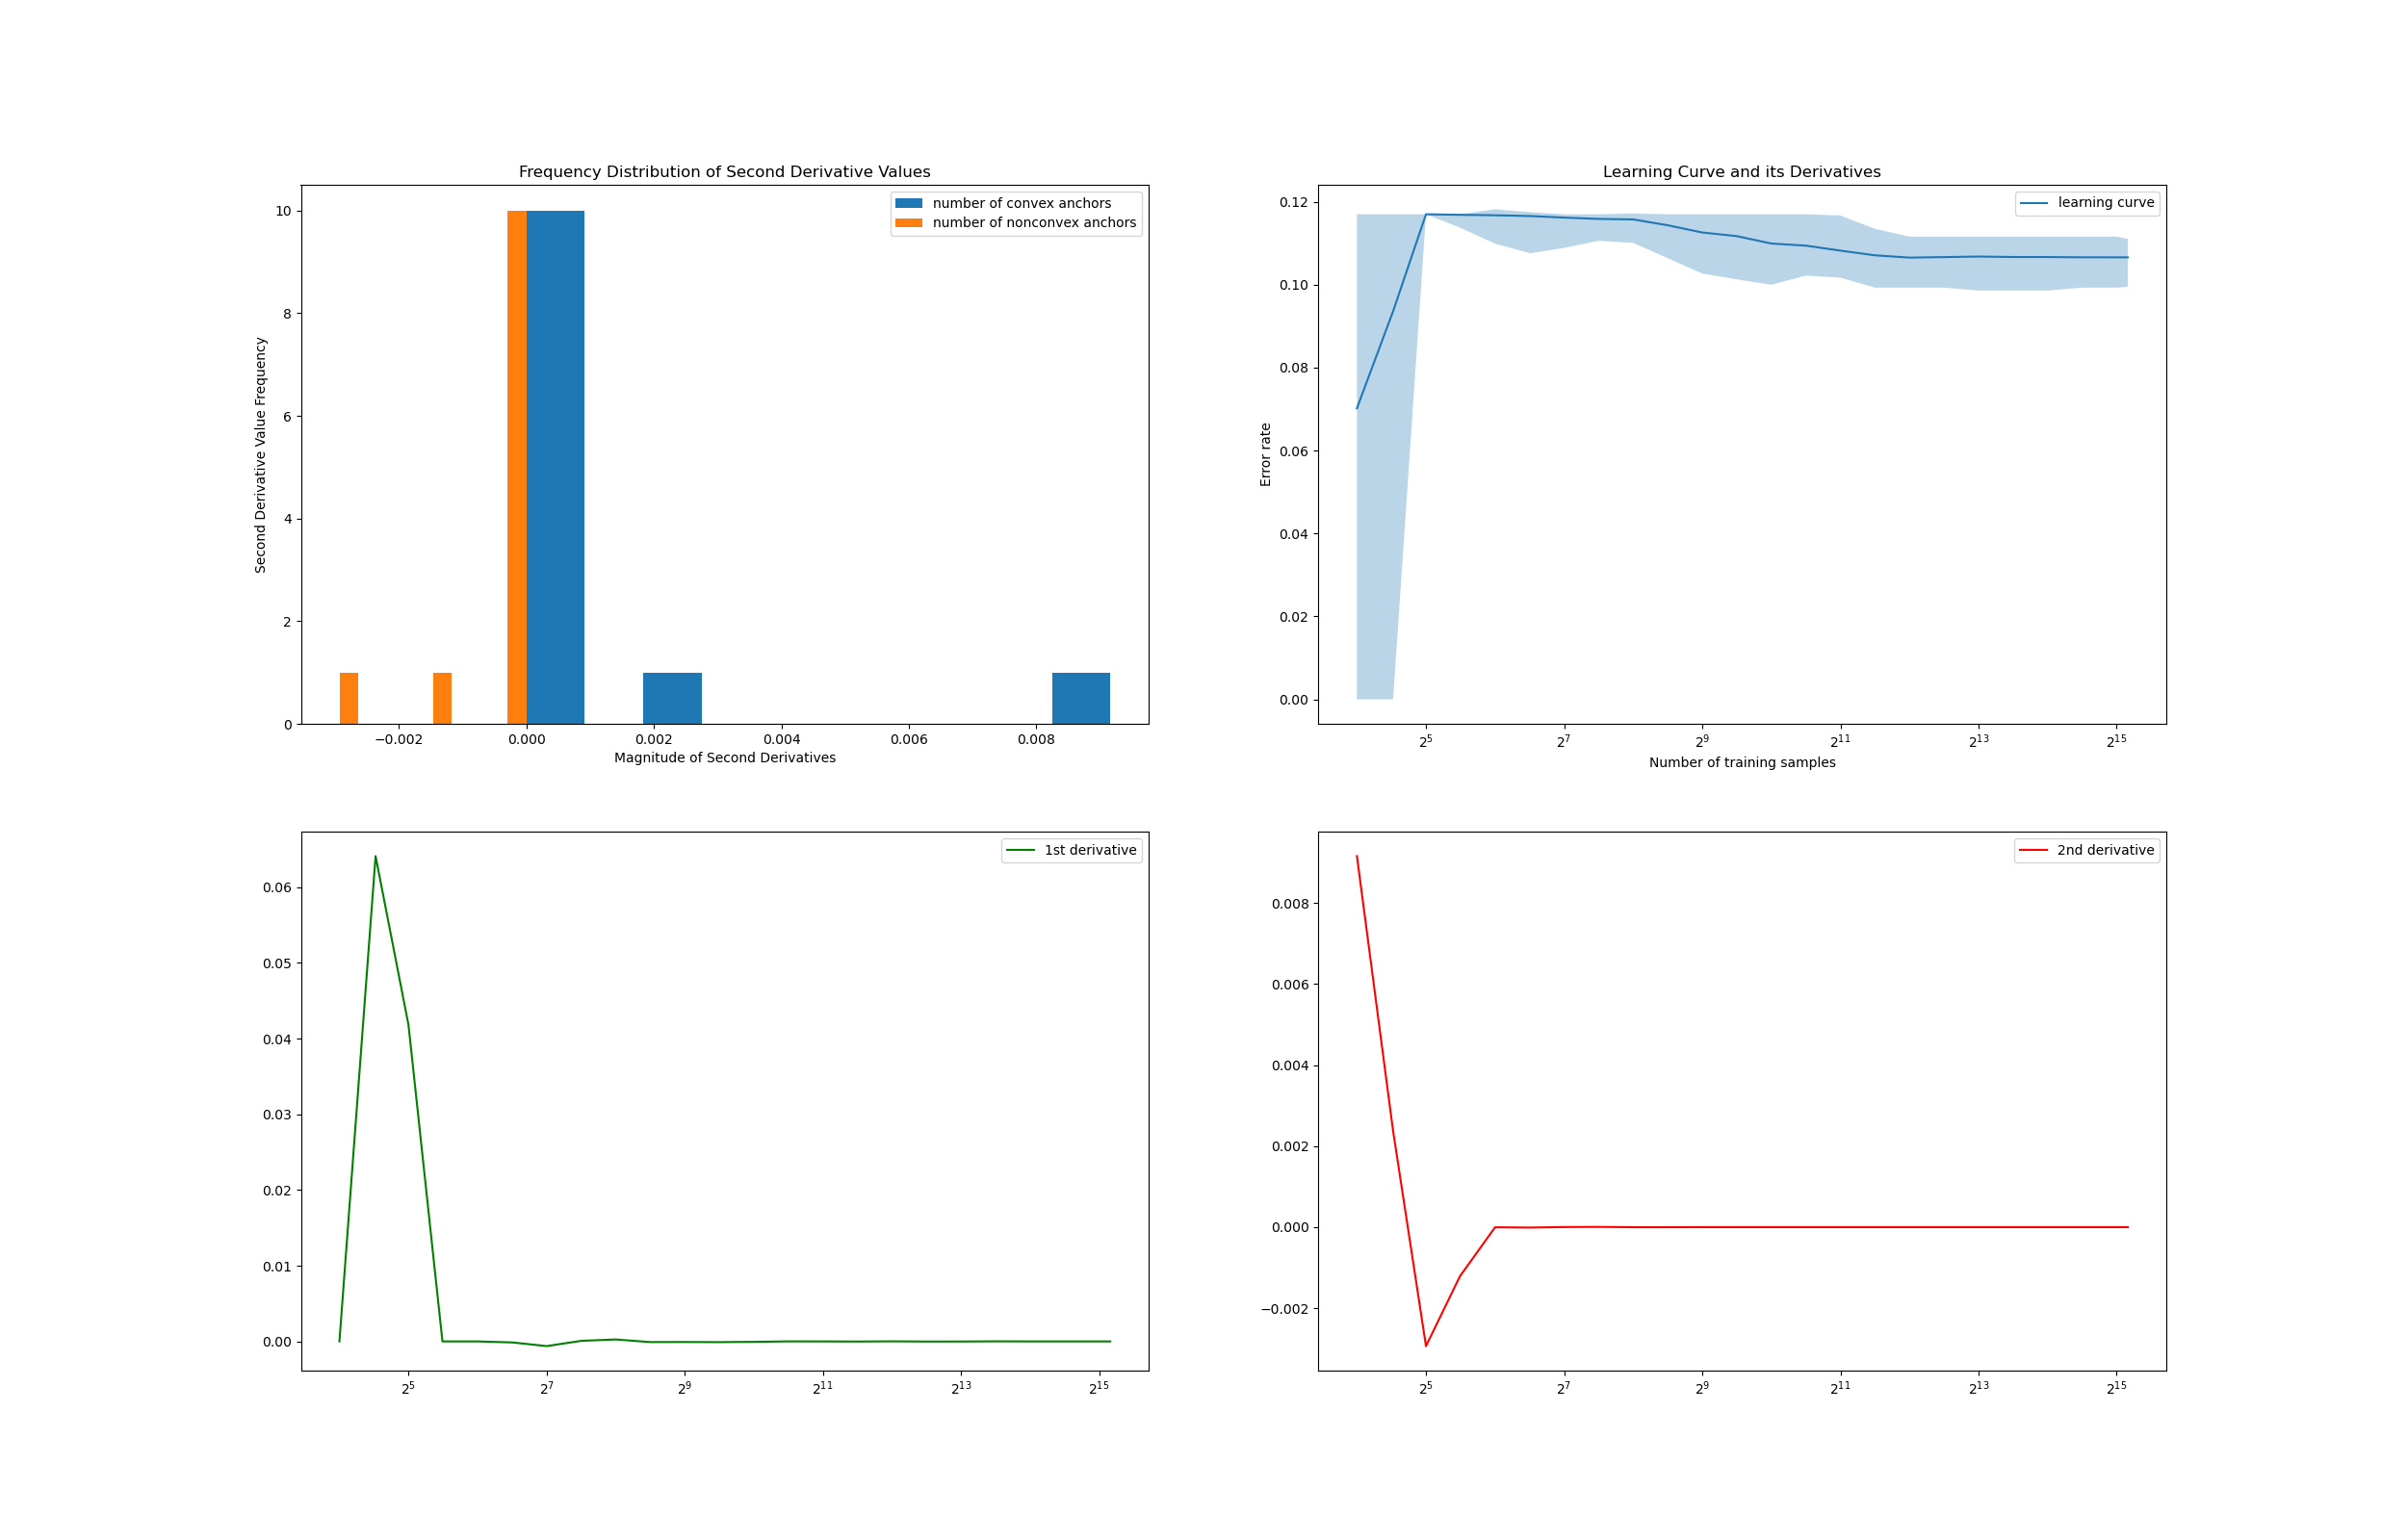 Frequency Distribution of Second Derivative Values
number of convex anchors
number of nonconvex anchors
Second Derivative Value Frequency
10
8
6
4
2
0
−0.002 0.000 0.002 0.004 0.006 0.008
Magnitude of Second Derivatives
Learning Curve and its Derivatives
learning curve
Error rate
0.12
0.10
0.08
0.06
0.04
0.02
0.00
2^5 2^7 2^9 2^11 2^13 2^15
Number of training samples
1st derivative
0.06
0.05
0.04
0.03
0.02
0.01
0.00
2^5 2^7 2^9 2^11 2^13 2^15
2nd derivative
0.008
0.006
0.004
0.002
0.000
−0.002
2^5 2^7 2^9 2^11 2^13 2^15